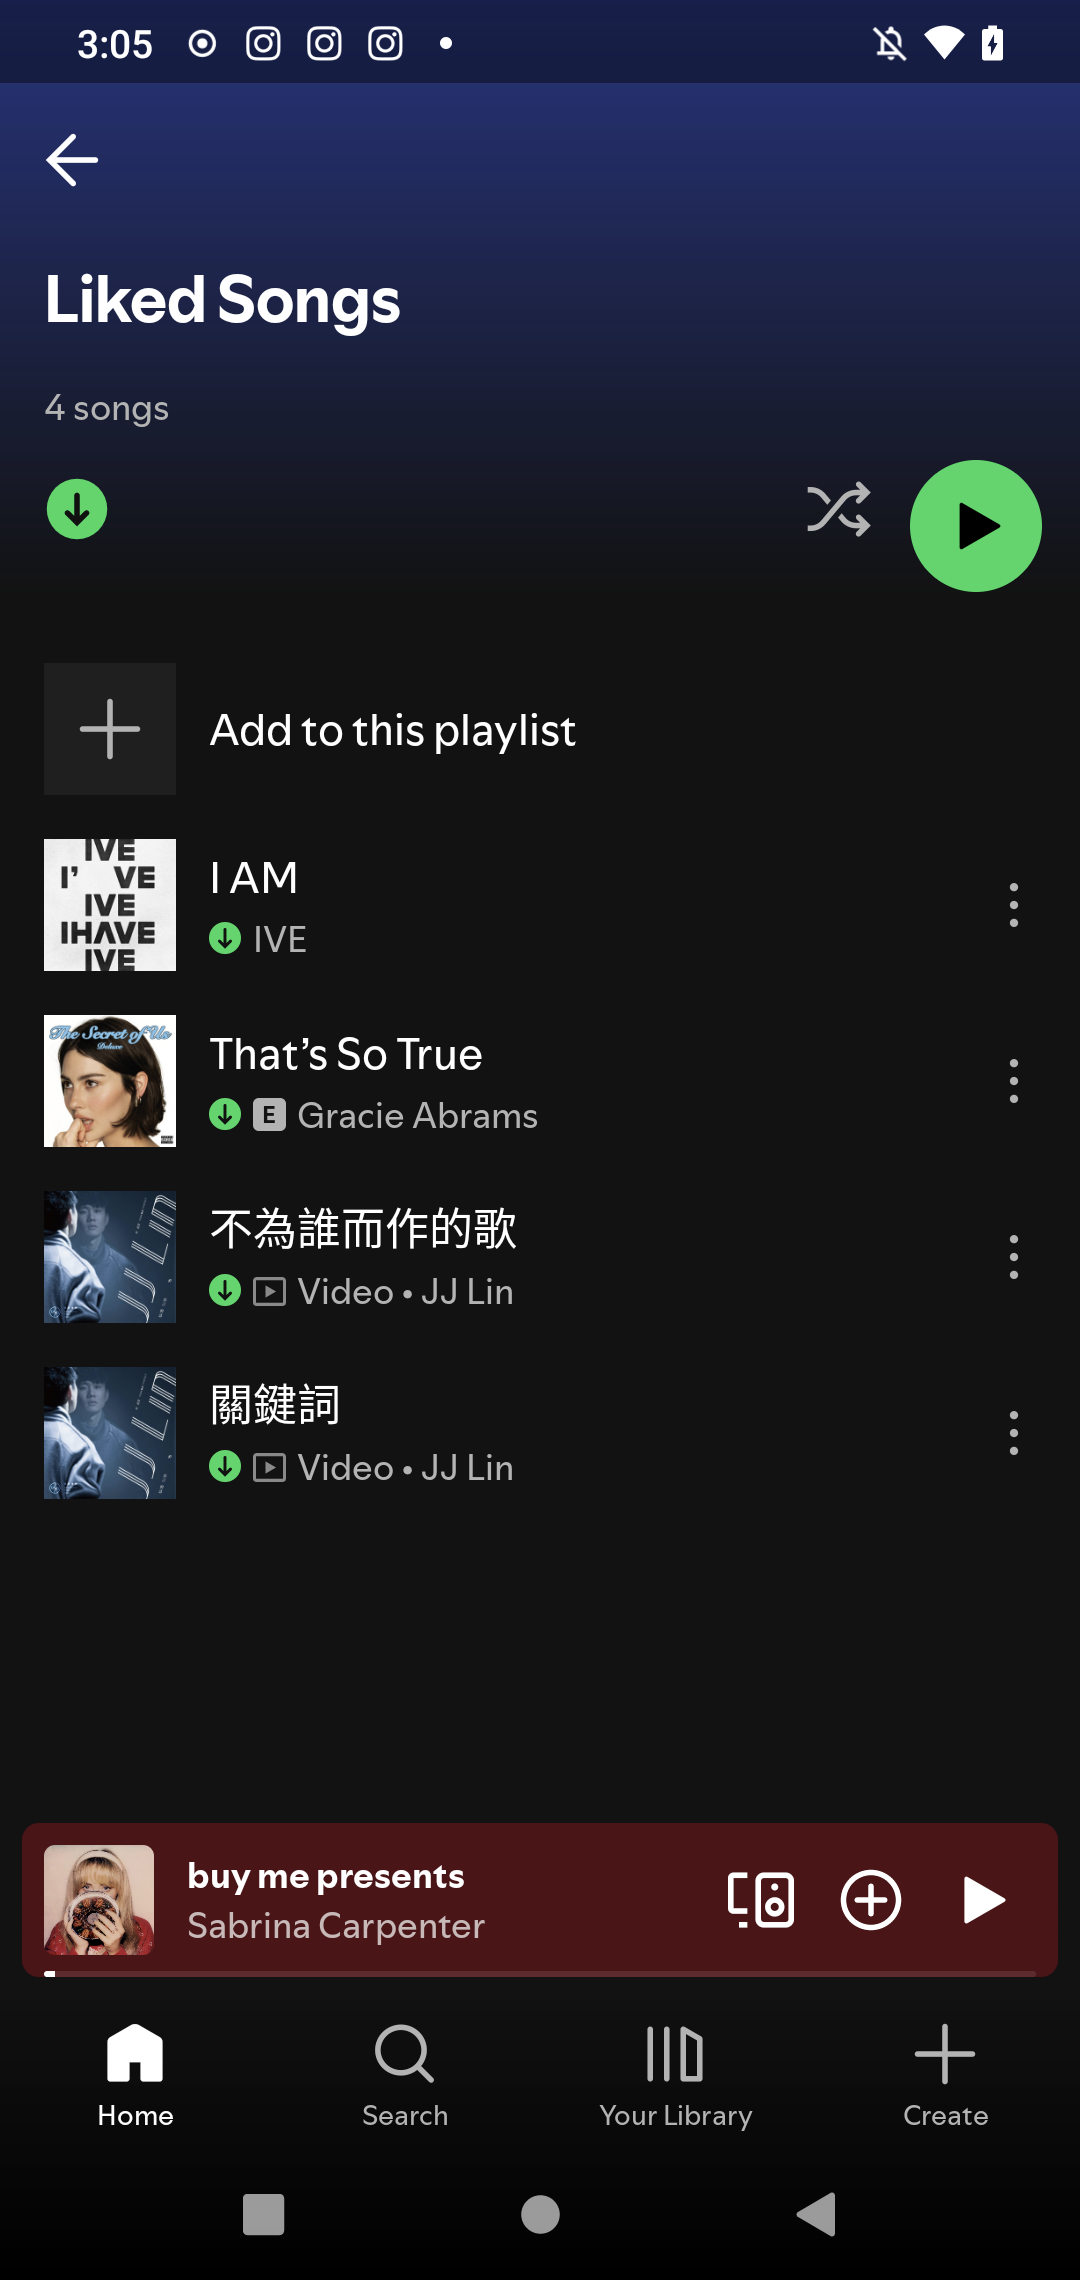 3:05
Liked Songs
4 songs
Add to this playlist
IVE
I' VE
IVE
IHAVE
IVE
I AM
IVE
The Secret of Us
Deluxe
That’s So True
E Gracie Abrams
JJ LIN
不為誰而作的歌
Video • JJ Lin
JJ LIN
關鍵詞
Video • JJ Lin
buy me presents
Sabrina Carpenter
Home
Search
Your Library
Create